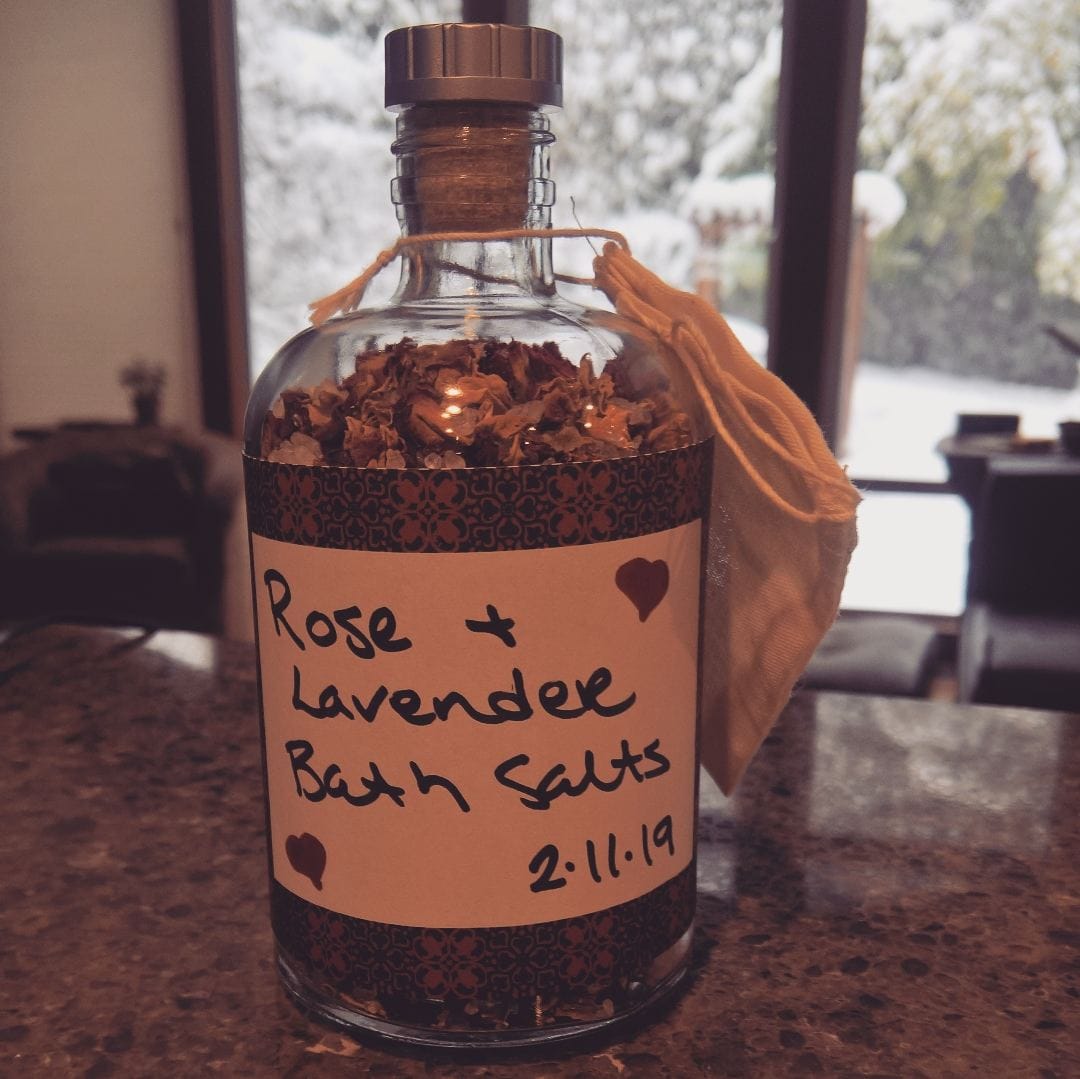 Rose +
Lavender
Bath Salts
2.11.19